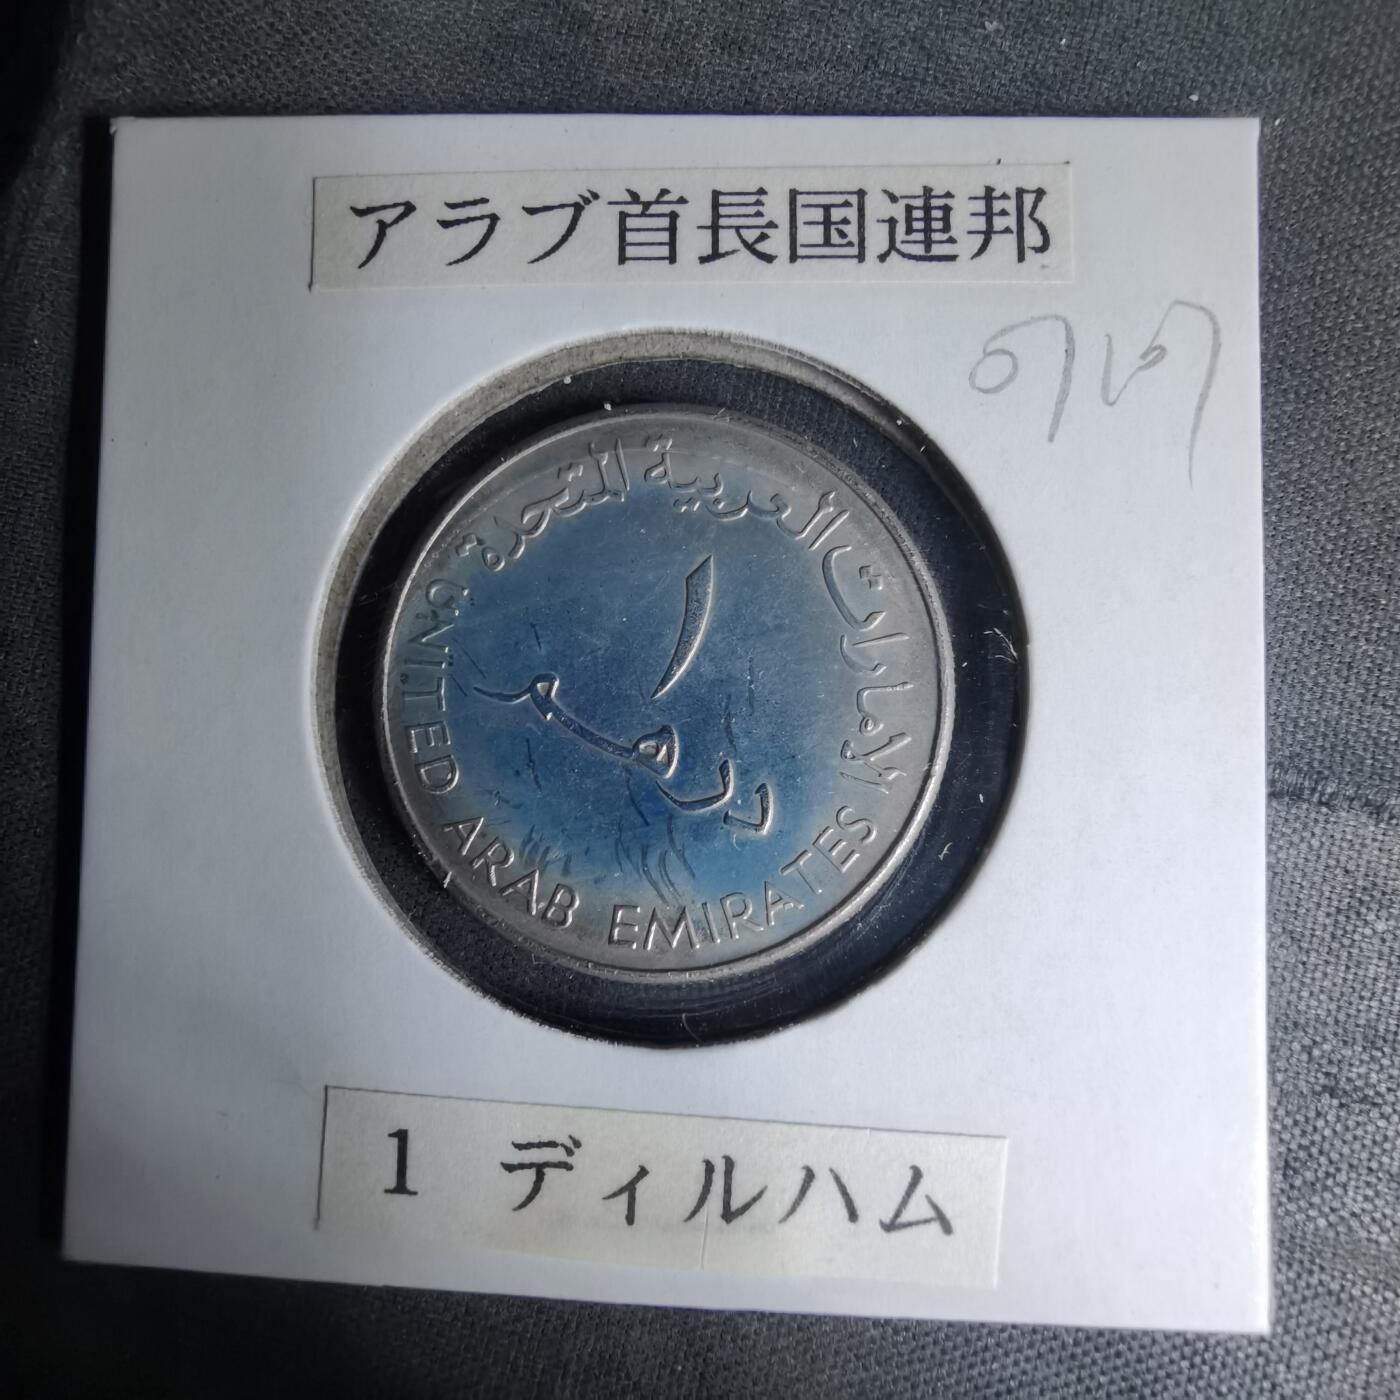 アラブ首長国連邦
الإمارات العربية المتحدة
١
درهم
UNITED ARAB EMIRATES
1 ディルハム